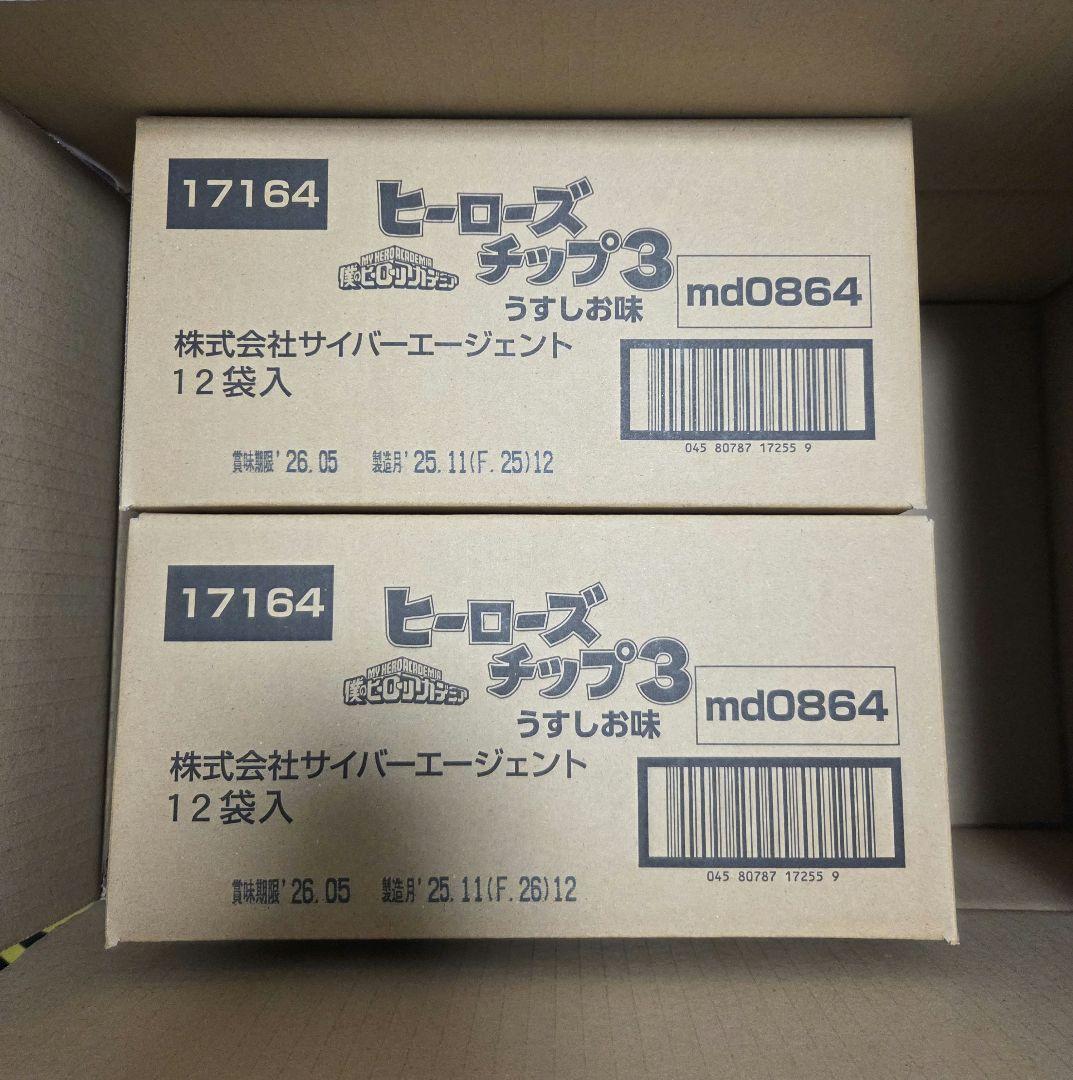 17164
ヒーローズ
チップ3
MY HERO ACADEMIA
僕のヒーローアカデミア
うすしお味
md0864
株式会社サイバーエージェント
12袋入
045 80787 17255 9
賞味期限'26.05 製造月'25.11(F.25)12
17164
ヒーローズ
チップ3
MY HERO ACADEMIA
僕のヒーローアカデミア
うすしお味
md0864
株式会社サイバーエージェント
12袋入
045 80787 17255 9
賞味期限'26.05 製造月'25.11(F.26)12